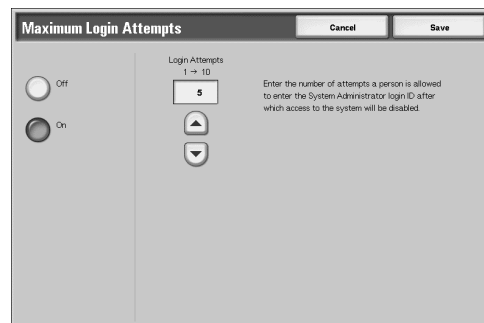 Maximum Login Attempts
Cancel
Save
Off
On
Login Attempts
1 → 10
5
Enter the number of attempts a person is allowed
to enter the System Administrator login ID after
which access to the system will be disabled.